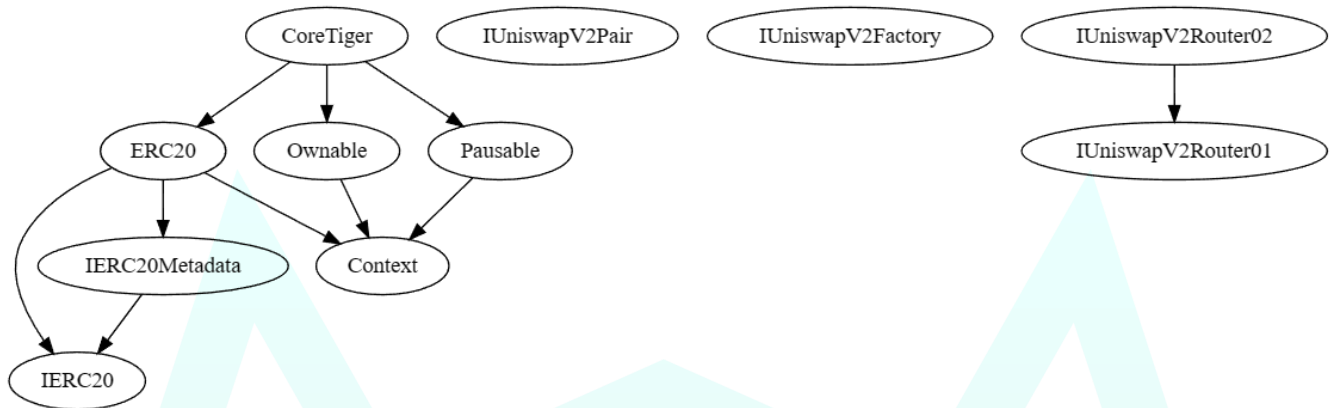 CoreTiger
IUniswapV2Pair
IUniswapV2Factory
IUniswapV2Router02
ERC20
Ownable
Pausable
IUniswapV2Router01
IERC20Metadata
Context
IERC20